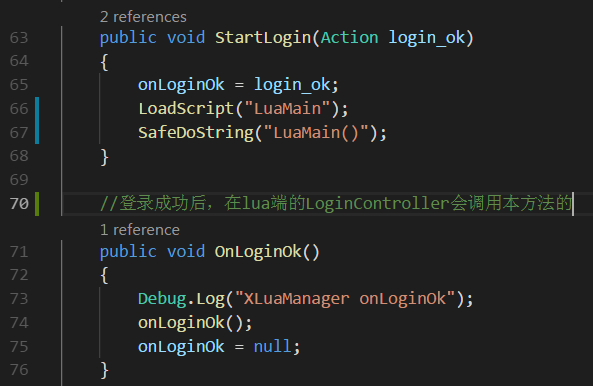 2 references
63 public void StartLogin(Action login_ok)
64 {
65 onLoginOk = login_ok;
66 LoadScript("LuaMain");
67 SafeDoString("LuaMain()");
68 }
69
70 //登录成功后，在lua端的LoginController会调用本方法的
1 reference
71 public void OnLoginOk()
72 {
73 Debug.Log("XLuaManager onLoginOk");
74 onLoginOk();
75 onLoginOk = null;
76 }